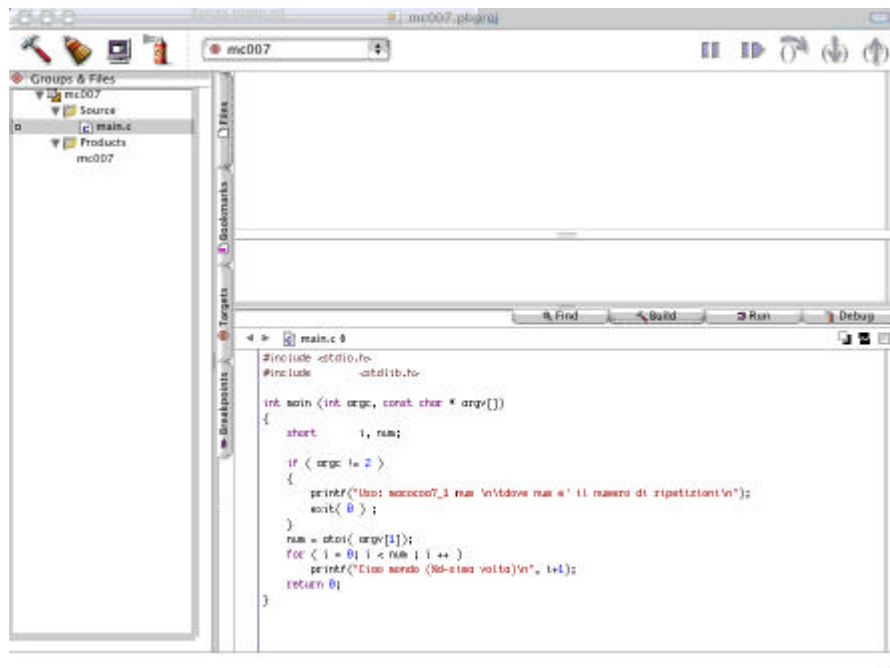 mc007.pbproj
mc007
Groups & Files
mc007
Source
main.c
Products
mc007
Files
Bookmarks
Targets
Breakpoints
Find Build Run Debug
main.c
#include <stdio.h>
#include <stdlib.h>
int main (int argc, const char * argv[])
{
short i, num;
if ( argc != 2 )
{
printf("Uso: macocoa7_1 num \n\tdove num e' il numero di ripetizioni\n");
exit( 0 ) ;
}
num = atoi( argv[1]);
for ( i = 0; i < num ; i ++ )
printf("Ciao mondo (%d-sima volta)\n", i+1);
return 0;
}